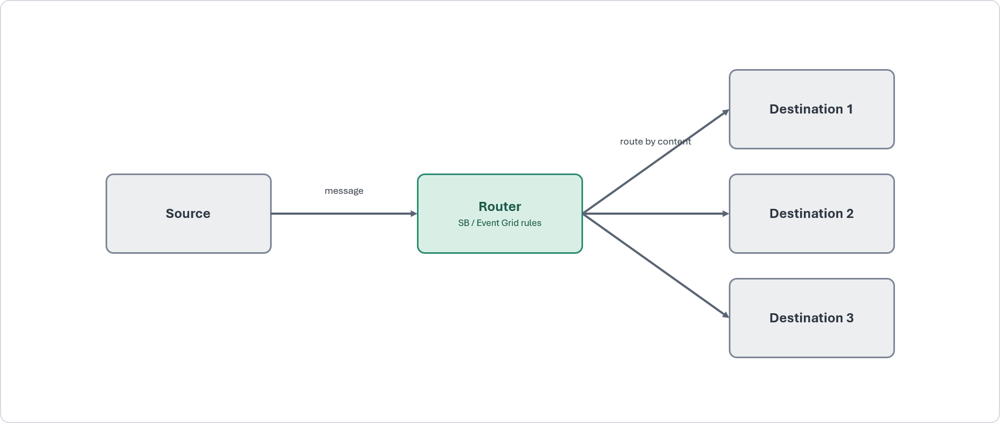 Source
message
Router
SB / Event Grid rules
route by content
Destination 1
Destination 2
Destination 3